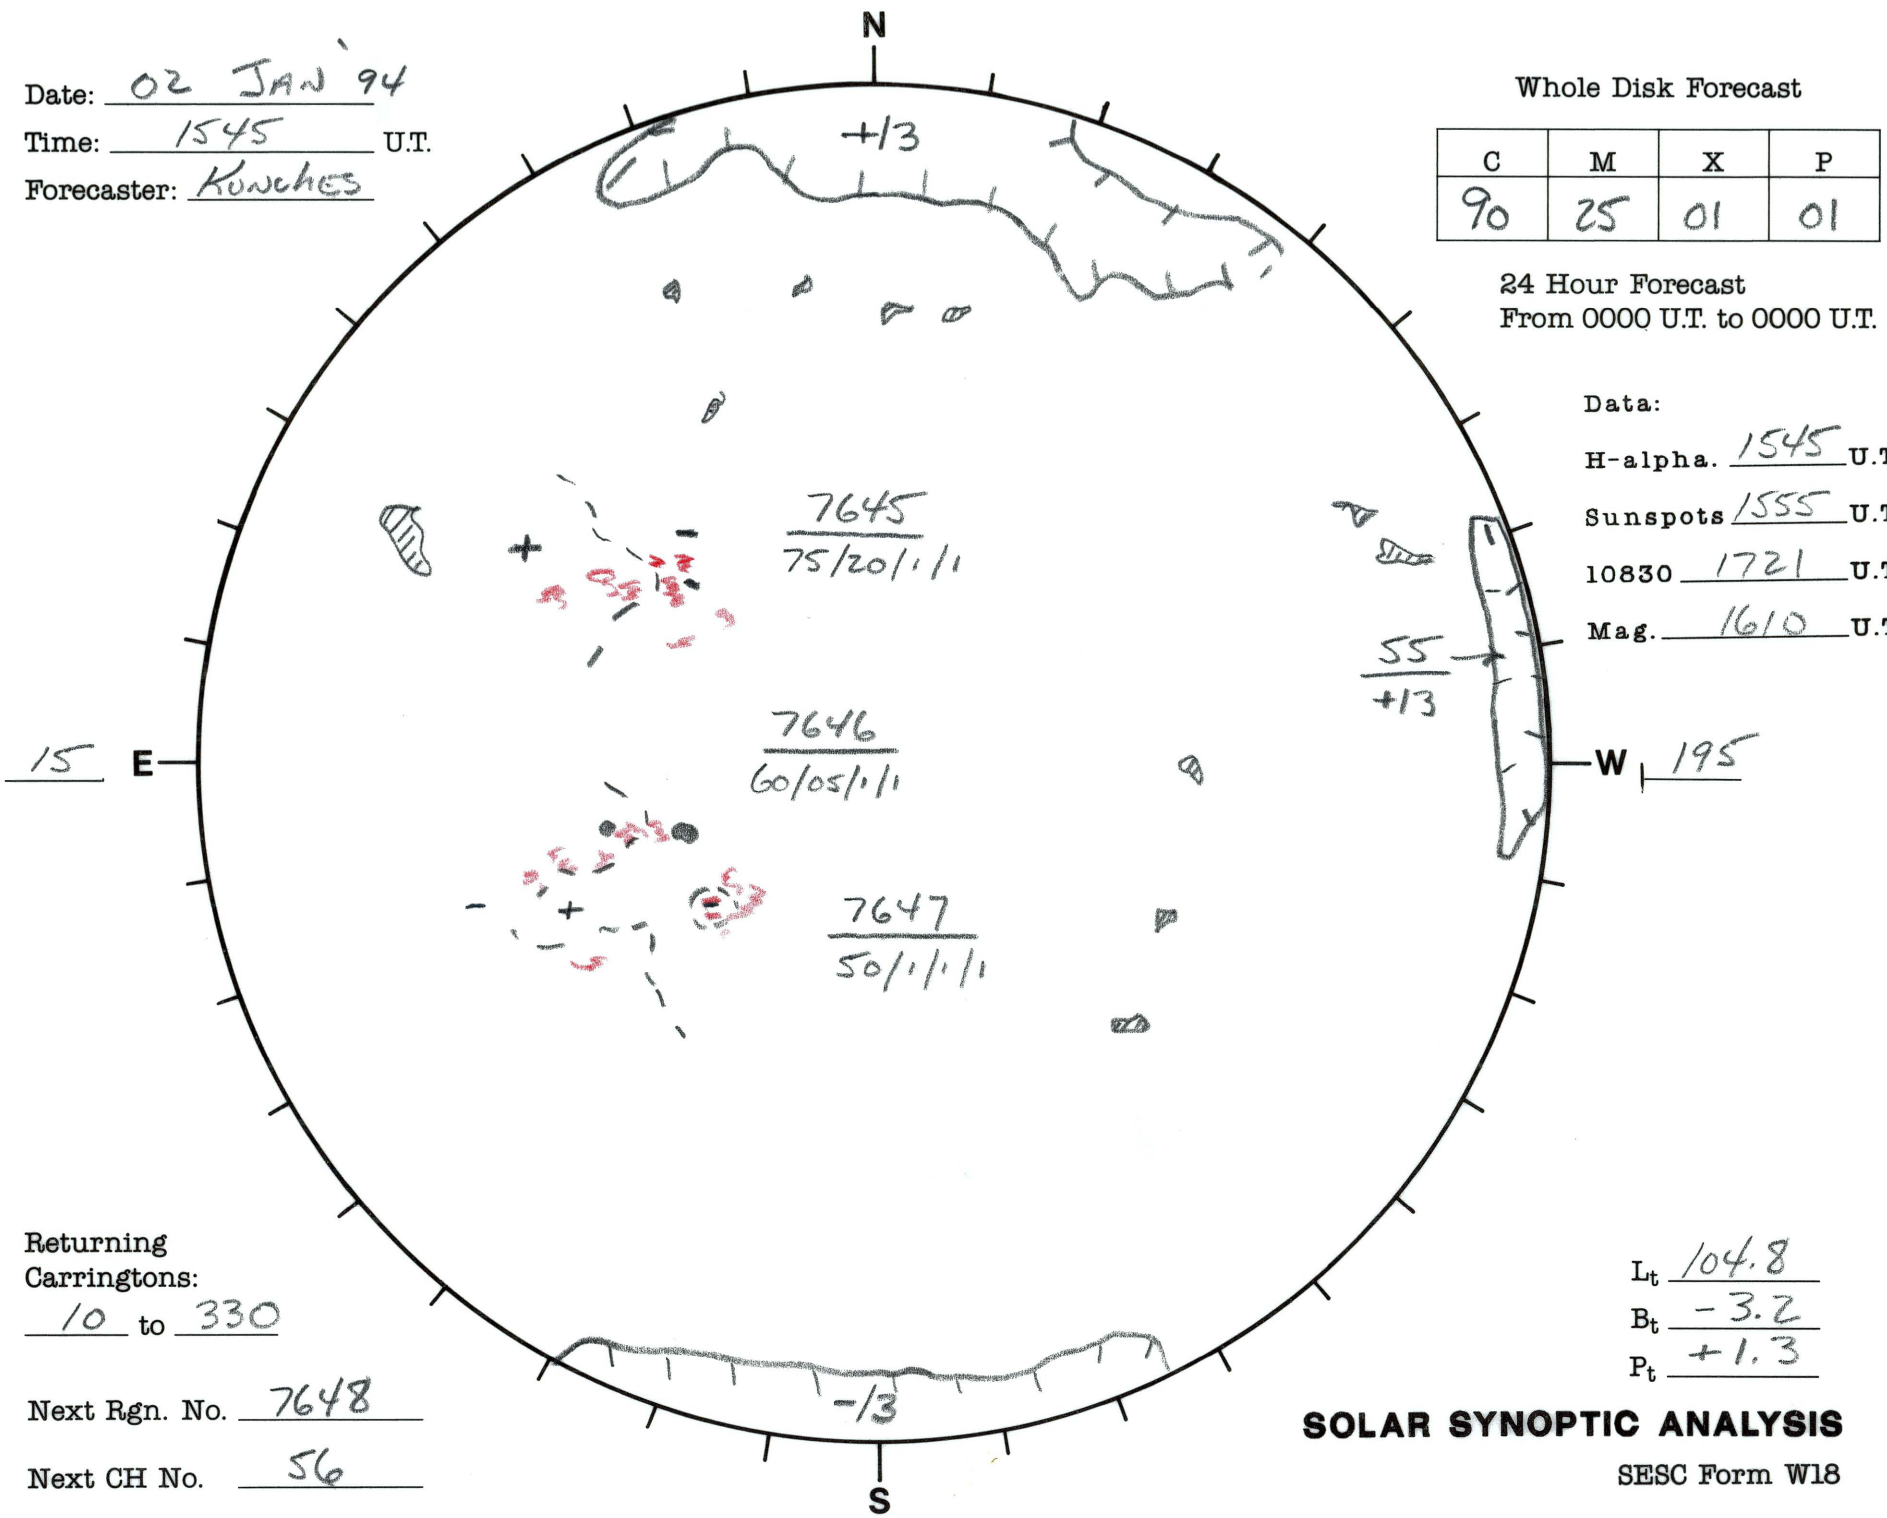 N
Date: 02 JAN '94
Time: 1545 U.T.
Forecaster: KUNCHES
Whole Disk Forecast
C M X P
90 25 01 01
24 Hour Forecast
From 0000 U.T. to 0000 U.T.
+/3
Data:
H-alpha. 1545 U.T
Sunspots 1555 U.T
10830 1721 U.T
Mag. 1610 U.T
7645
75/20/1/1
+ -
55
+/3
7646
60/05/1/1
15 E
W 195
7647
50/1/1/1
- + -
Returning
Carringtons:
10 to 330
Next Rgn. No. 7648
Next CH No. 56
-/3
S
Lt 104.8
Bt -3.2
Pt +1.3
SOLAR SYNOPTIC ANALYSIS
SESC Form W18